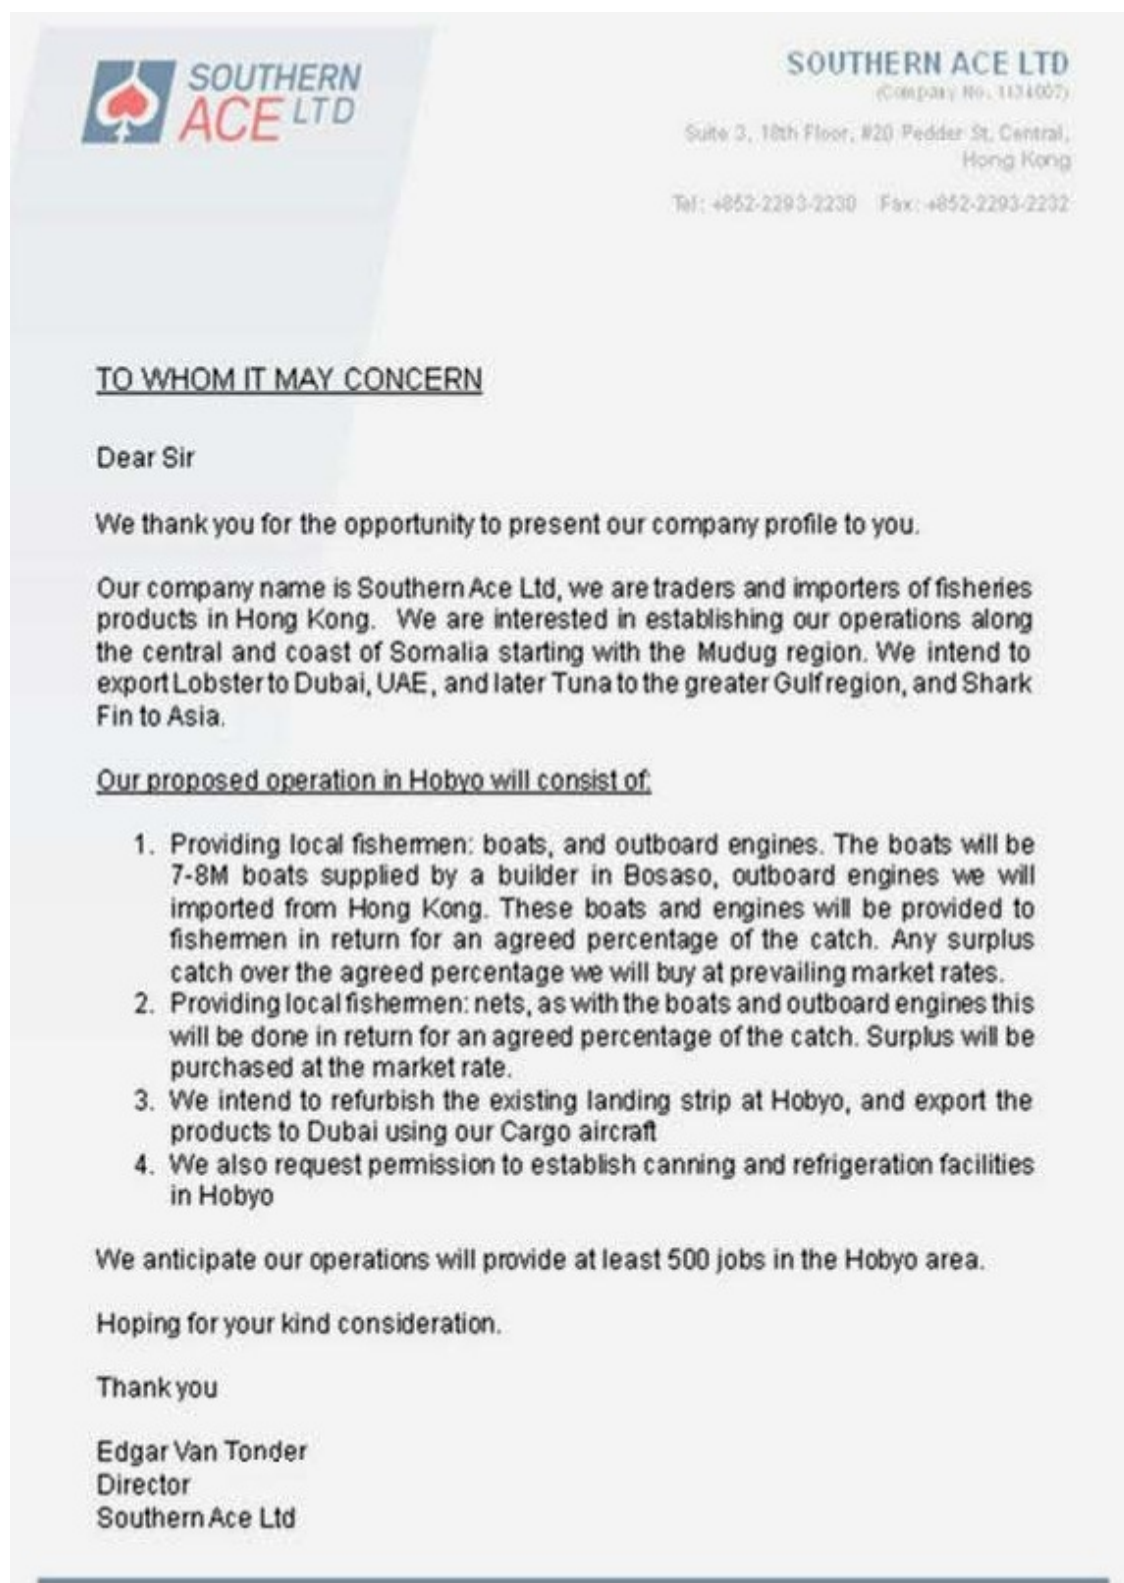 SOUTHERN
ACE LTD
SOUTHERN ACE LTD
(Company No. 1134007)
Suite 3, 18th Floor, #20 Pedder St, Central,
Hong Kong
Tel: +852-2293-2230 Fax: +852-2293-2232
TO WHOM IT MAY CONCERN
Dear Sir
We thank you for the opportunity to present our company profile to you.
Our company name is Southern Ace Ltd, we are traders and importers of fisheries
products in Hong Kong. We are interested in establishing our operations along
the central and coast of Somalia starting with the Mudug region. We intend to
export Lobster to Dubai, UAE, and later Tuna to the greater Gulf region, and Shark
Fin to Asia.
Our proposed operation in Hobyo will consist of:
1. Providing local fishermen: boats, and outboard engines. The boats will be
7-8M boats supplied by a builder in Bosaso, outboard engines we will
imported from Hong Kong. These boats and engines will be provided to
fishermen in return for an agreed percentage of the catch. Any surplus
catch over the agreed percentage we will buy at prevailing market rates.
2. Providing local fishermen: nets, as with the boats and outboard engines this
will be done in return for an agreed percentage of the catch. Surplus will be
purchased at the market rate.
3. We intend to refurbish the existing landing strip at Hobyo, and export the
products to Dubai using our Cargo aircraft
4. We also request permission to establish canning and refrigeration facilities
in Hobyo
We anticipate our operations will provide at least 500 jobs in the Hobyo area.
Hoping for your kind consideration.
Thank you
Edgar Van Tonder
Director
Southern Ace Ltd